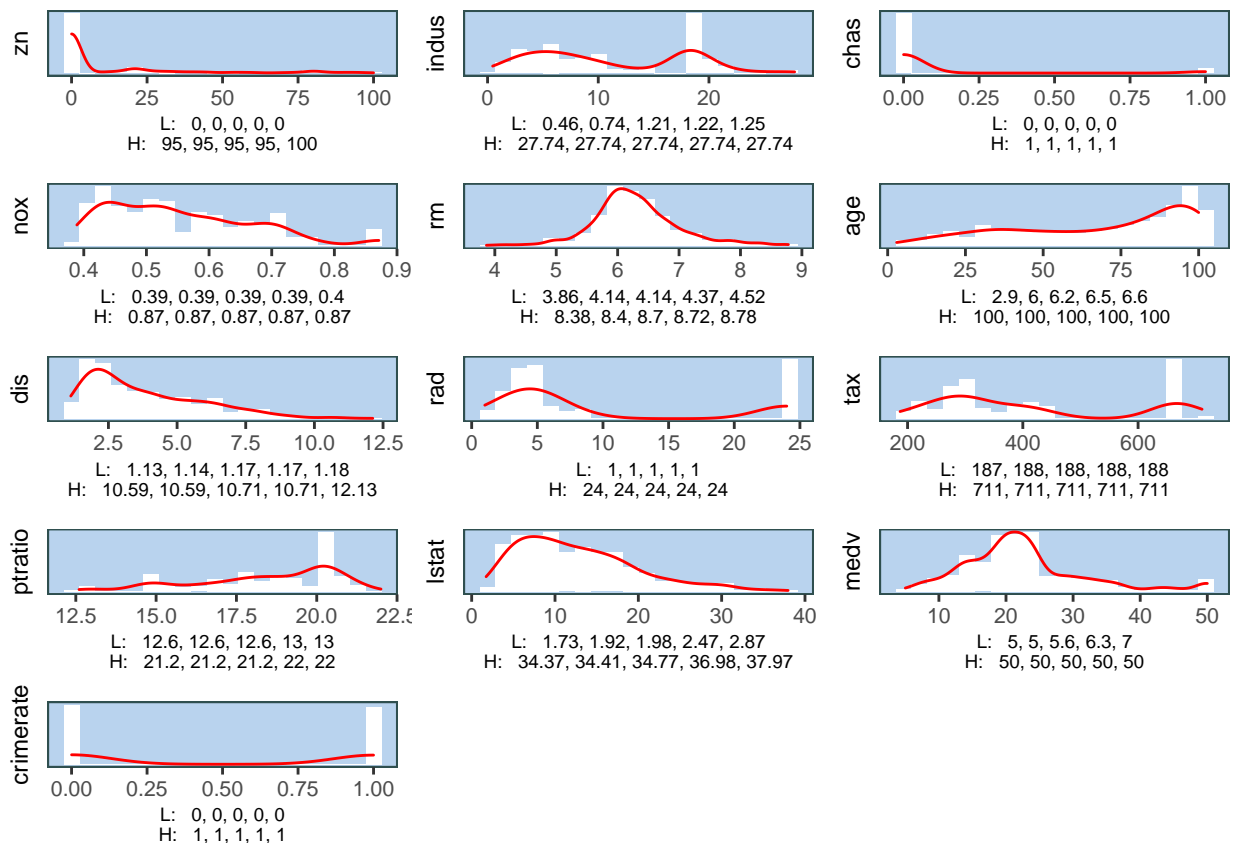 zn
0 25 50 75 100
L: 0, 0, 0, 0, 0
H: 95, 95, 95, 95, 100
indus
0 10 20
L: 0.46, 0.74, 1.21, 1.22, 1.25
H: 27.74, 27.74, 27.74, 27.74, 27.74
chas
0.00 0.25 0.50 0.75 1.00
L: 0, 0, 0, 0, 0
H: 1, 1, 1, 1, 1
nox
0.4 0.5 0.6 0.7 0.8 0.9
L: 0.39, 0.39, 0.39, 0.39, 0.4
H: 0.87, 0.87, 0.87, 0.87, 0.87
rm
4 5 6 7 8 9
L: 3.86, 4.14, 4.14, 4.37, 4.52
H: 8.38, 8.4, 8.7, 8.72, 8.78
age
0 25 50 75 100
L: 2.9, 6, 6.2, 6.5, 6.6
H: 100, 100, 100, 100, 100
dis
2.5 5.0 7.5 10.0 12.5
L: 1.13, 1.14, 1.17, 1.17, 1.18
H: 10.59, 10.59, 10.71, 10.71, 12.13
rad
0 5 10 15 20 25
L: 1, 1, 1, 1, 1
H: 24, 24, 24, 24, 24
tax
200 400 600
L: 187, 188, 188, 188, 188
H: 711, 711, 711, 711, 711
ptratio
12.5 15.0 17.5 20.0 22.5
L: 12.6, 12.6, 12.6, 13, 13
H: 21.2, 21.2, 21.2, 22, 22
lstat
0 10 20 30 40
L: 1.73, 1.92, 1.98, 2.47, 2.87
H: 34.37, 34.41, 34.77, 36.98, 37.97
medv
10 20 30 40 50
L: 5, 5, 5.6, 6.3, 7
H: 50, 50, 50, 50, 50
crimerate
0.00 0.25 0.50 0.75 1.00
L: 0, 0, 0, 0, 0
H: 1, 1, 1, 1, 1